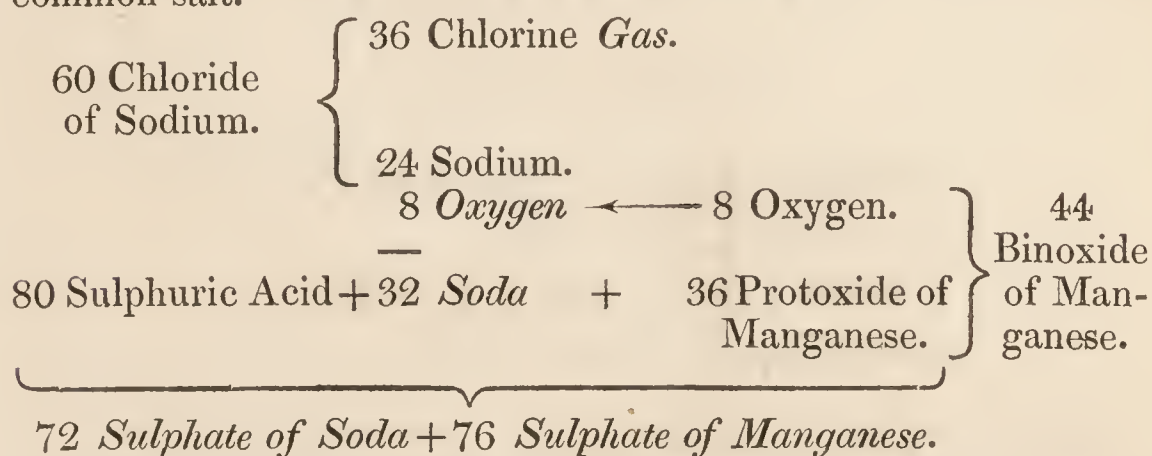 common salt.
36 Chlorine Gas.
60 Chloride
of Sodium.
24 Sodium.
8 Oxygen ← 8 Oxygen.
80 Sulphuric Acid + 32 Soda + 36 Protoxide of
Manganese.
44
Binoxide
of Man-
ganese.
72 Sulphate of Soda + 76 Sulphate of Manganese.